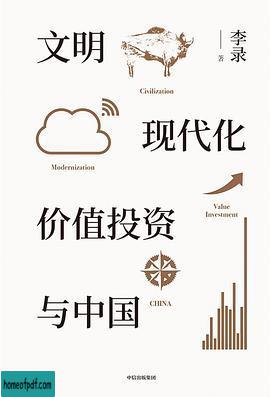 文明
李录
著
Civilization
现代化
Modernization
价值投资
Value
Investment
与中国
CHINA
中信出版集团
homeofpdf.com